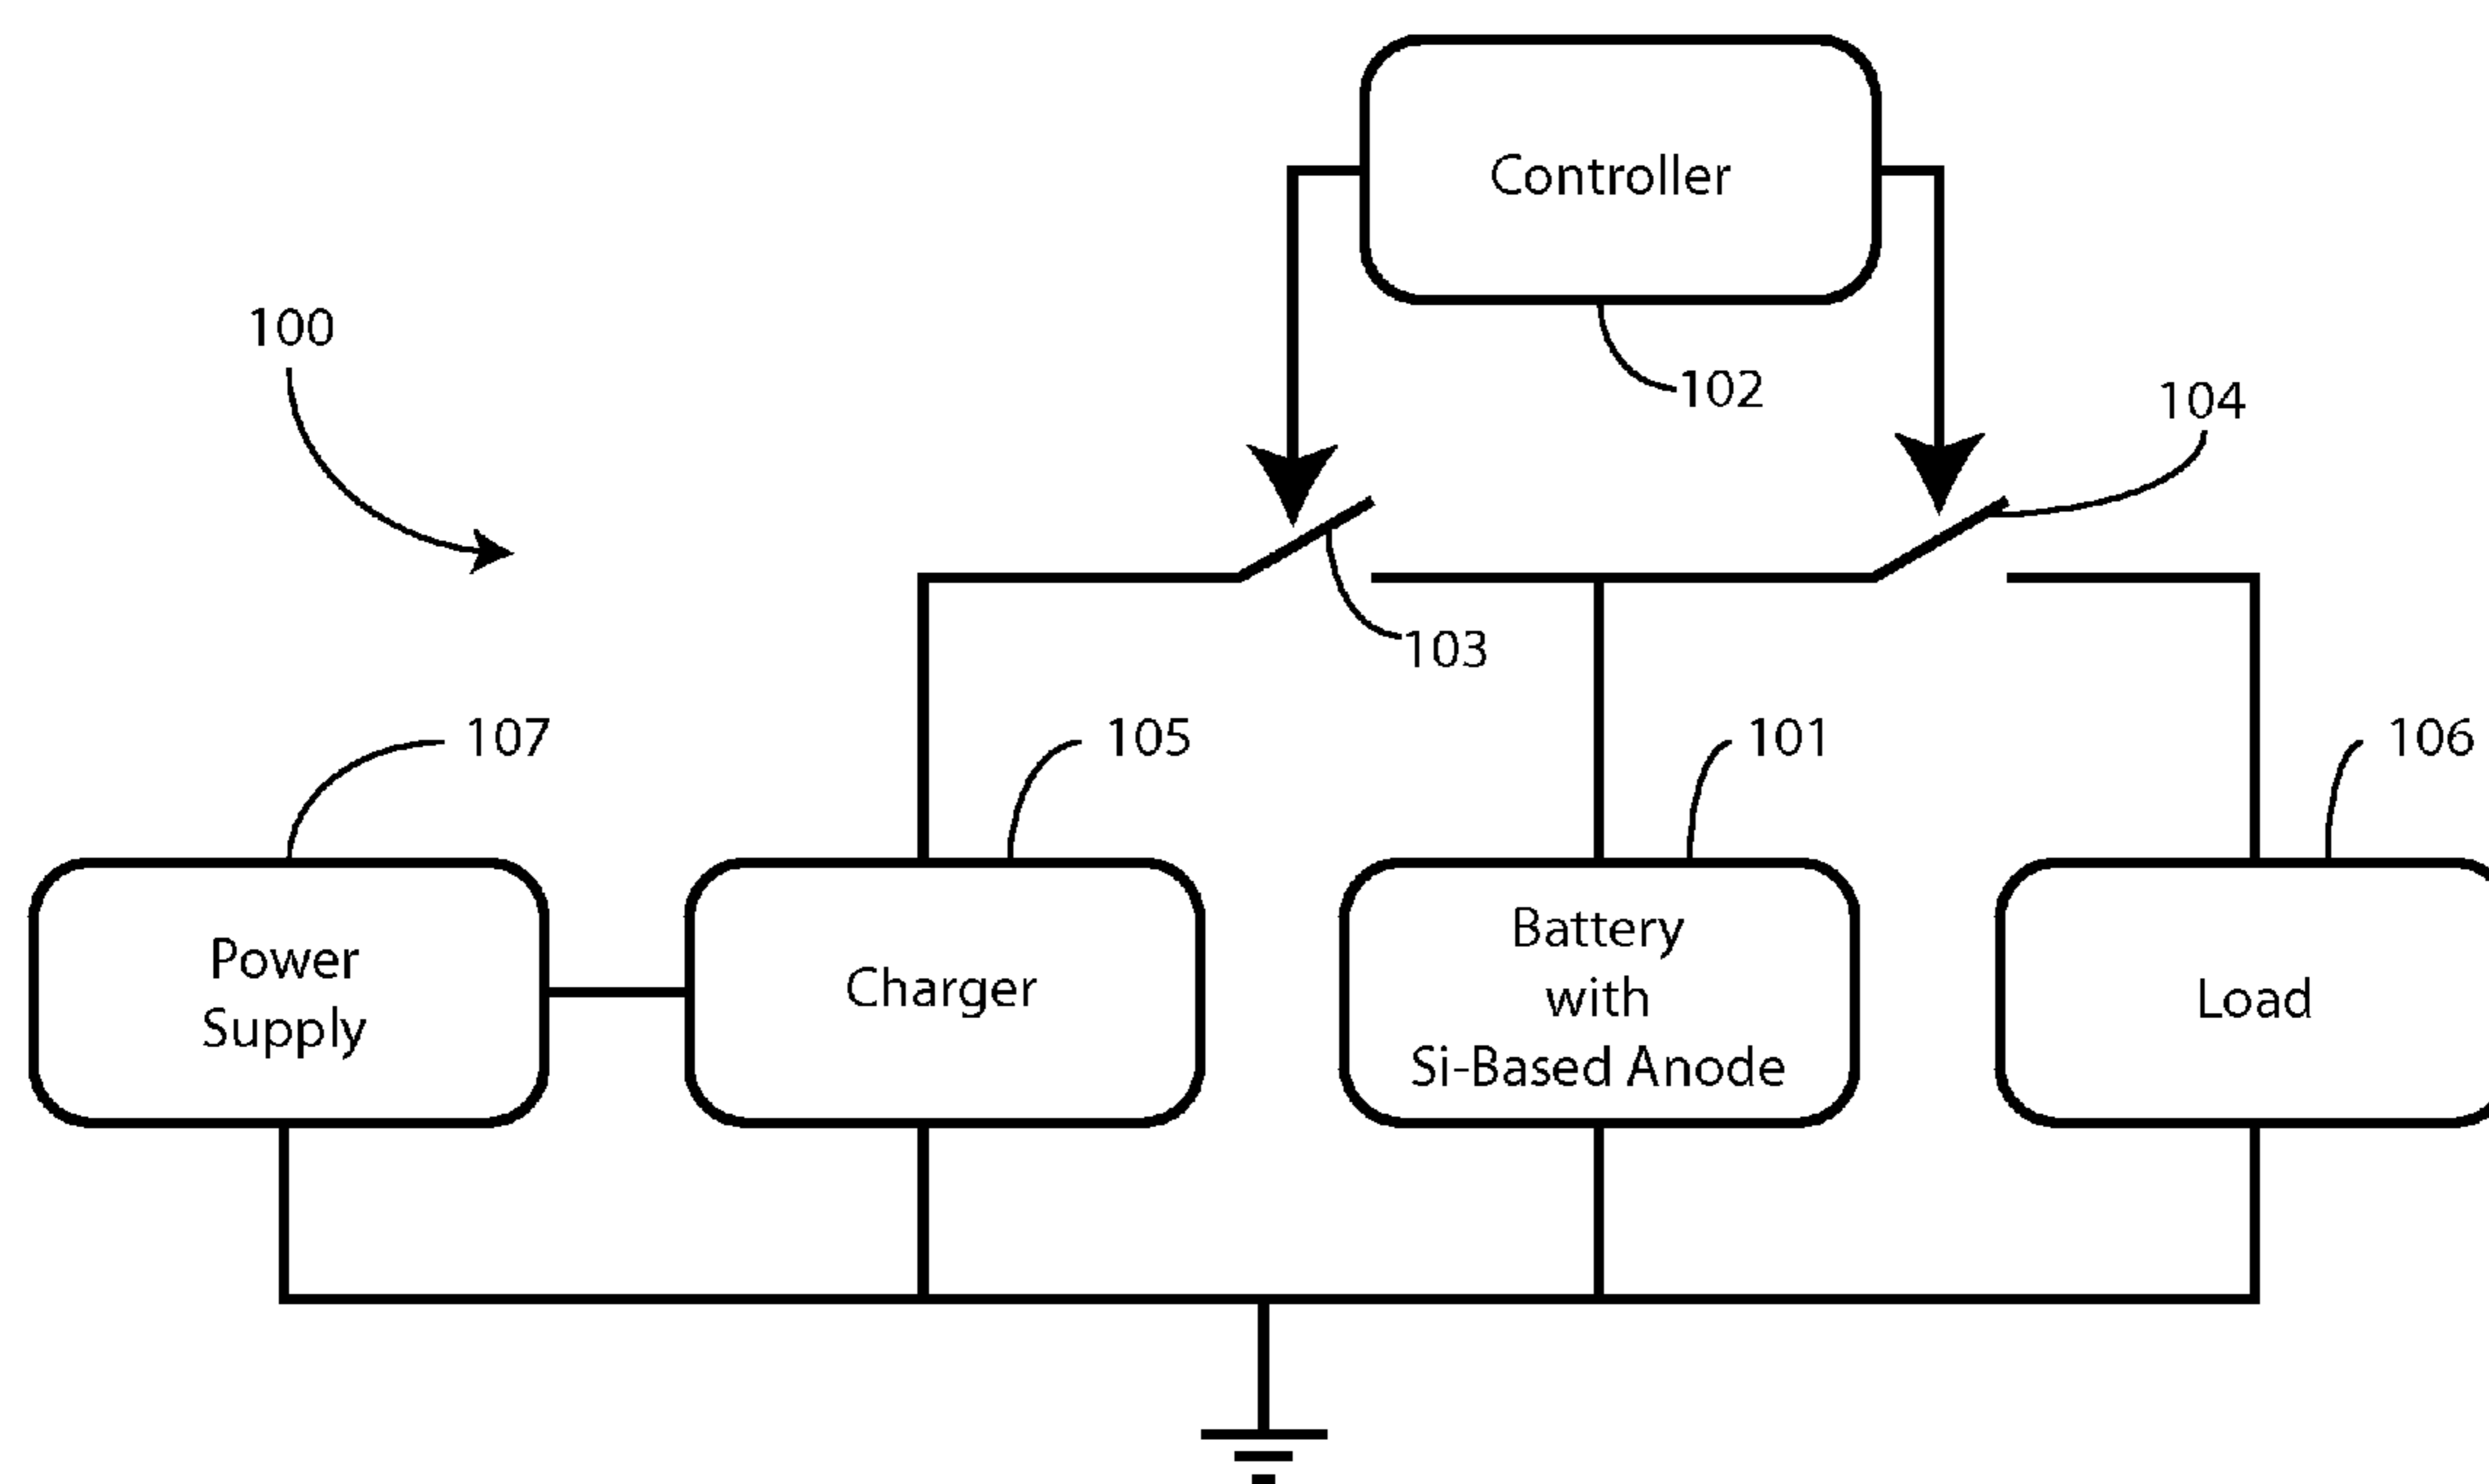 Controller
100
102
104
103
107
105
101
106
Power
Supply
Charger
Battery
with
Si-Based Anode
Load